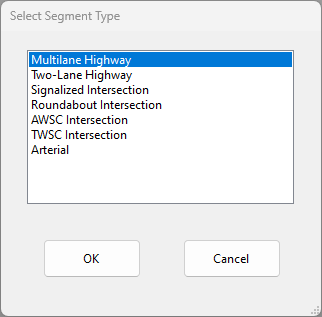 Select Segment Type
Multilane Highway
Two-Lane Highway
Signalized Intersection
Roundabout Intersection
AWSC Intersection
TWSC Intersection
Arterial
OK
Cancel